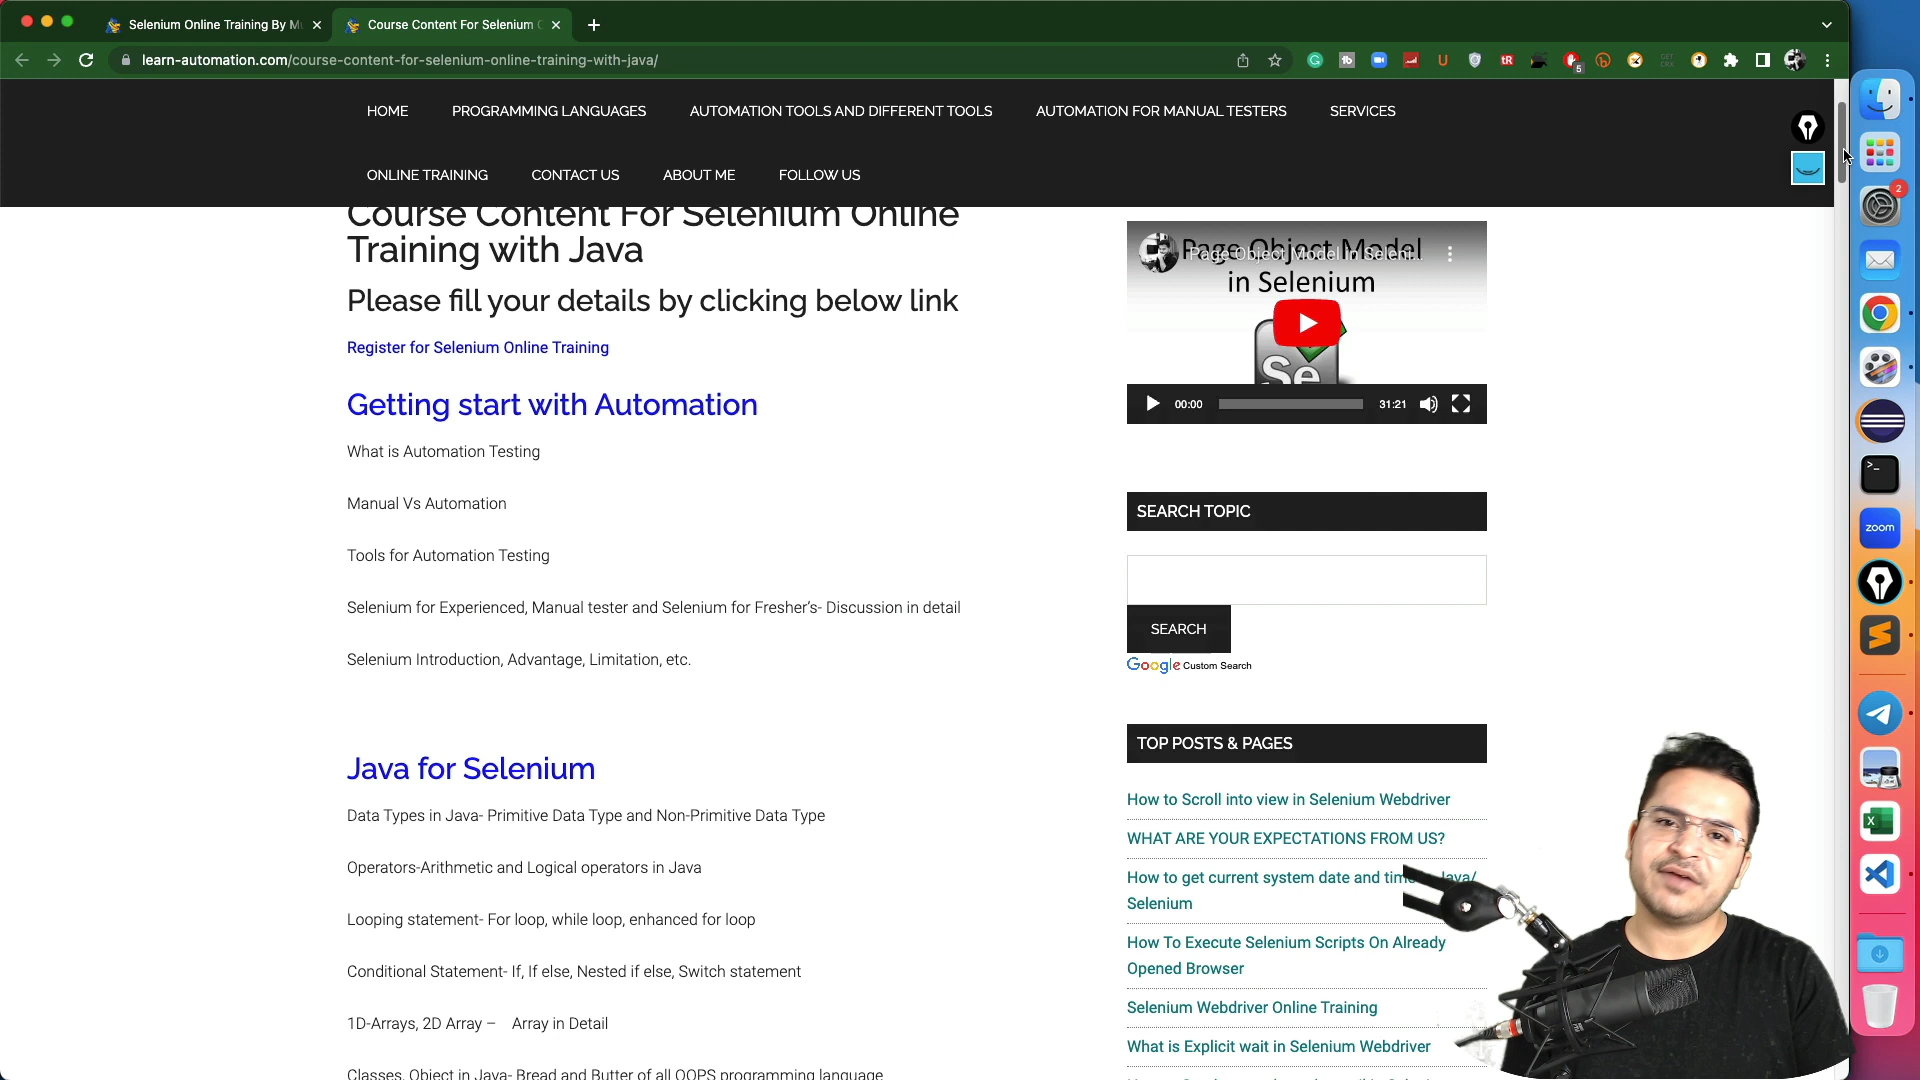 Selenium Online Training By M
Course Content For Selenium
learn-automation.com/course-content-for-selenium-online-training-with-java/
HOME
PROGRAMMING LANGUAGES
AUTOMATION TOOLS AND DIFFERENT TOOLS
AUTOMATION FOR MANUAL TESTERS
SERVICES
ONLINE TRAINING
CONTACT US
ABOUT ME
FOLLOW US
Course Content For Selenium Online
Training with Java
Please fill your details by clicking below link
Register for Selenium Online Training
Getting start with Automation
What is Automation Testing
Manual Vs Automation
Tools for Automation Testing
Selenium for Experienced, Manual tester and Selenium for Fresher’s- Discussion in detail
Selenium Introduction, Advantage, Limitation, etc.
Java for Selenium
Data Types in Java- Primitive Data Type and Non-Primitive Data Type
Operators-Arithmetic and Logical operators in Java
Looping statement- For loop, while loop, enhanced for loop
Conditional Statement- If, If else, Nested if else, Switch statement
1D-Arrays, 2D Array – Array in Detail
Classes, Object in Java- Bread and Butter of all OOPS programming language
Page Object Model in Seleni...
Page Object Model
in Selenium
Se
00:00
31:21
SEARCH TOPIC
SEARCH
Google Custom Search
TOP POSTS & PAGES
How to Scroll into view in Selenium Webdriver
WHAT ARE YOUR EXPECTATIONS FROM US?
How to get current system date and time Java/
Selenium
How To Execute Selenium Scripts On Already
Opened Browser
Selenium Webdriver Online Training
What is Explicit wait in Selenium Webdriver
2
zoom
5
U
tR